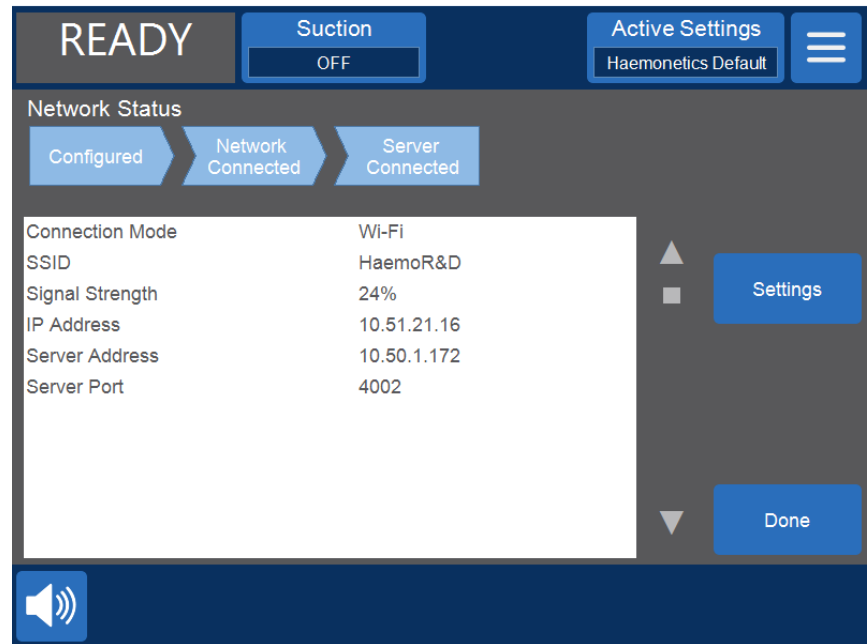 READY
Suction
OFF
Active Settings
Haemonetics Default
Network Status
Configured
Network
Connected
Server
Connected
Connection Mode Wi-Fi
SSID HaemoR&D
Signal Strength 24%
IP Address 10.51.21.16
Server Address 10.50.1.172
Server Port 4002
Settings
Done